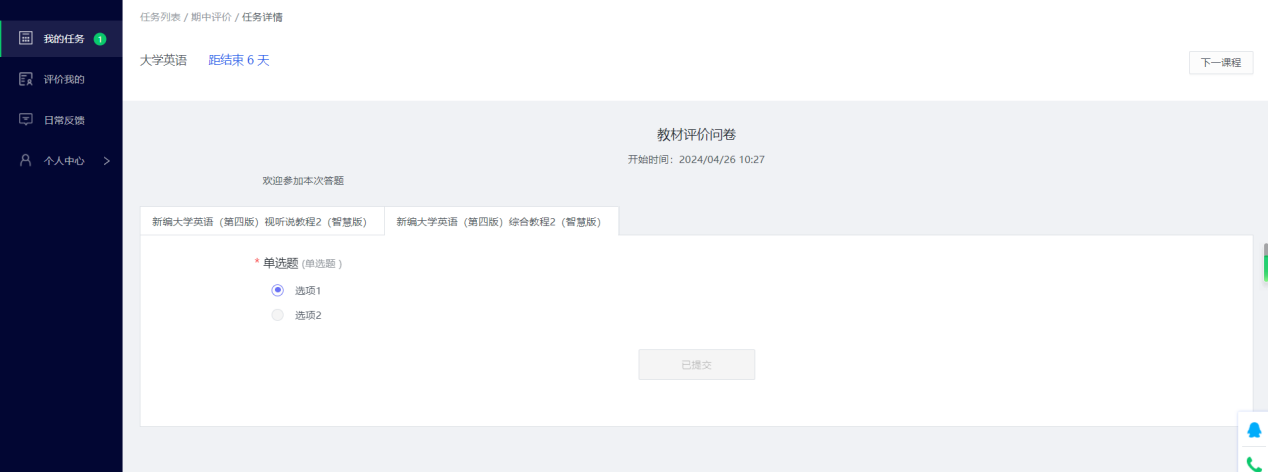 任务列表 / 期中评价 / 任务详情
我的任务 1
评价我的
日常反馈
个人中心
大学英语 距结束 6 天
下一课程
教材评价问卷
开始时间：2024/04/26 10:27
欢迎参加本次答题
新编大学英语（第四版）视听说教程2（智慧版）
新编大学英语（第四版）综合教程2（智慧版）
* 单选题 (单选题 )
选项1
选项2
已提交